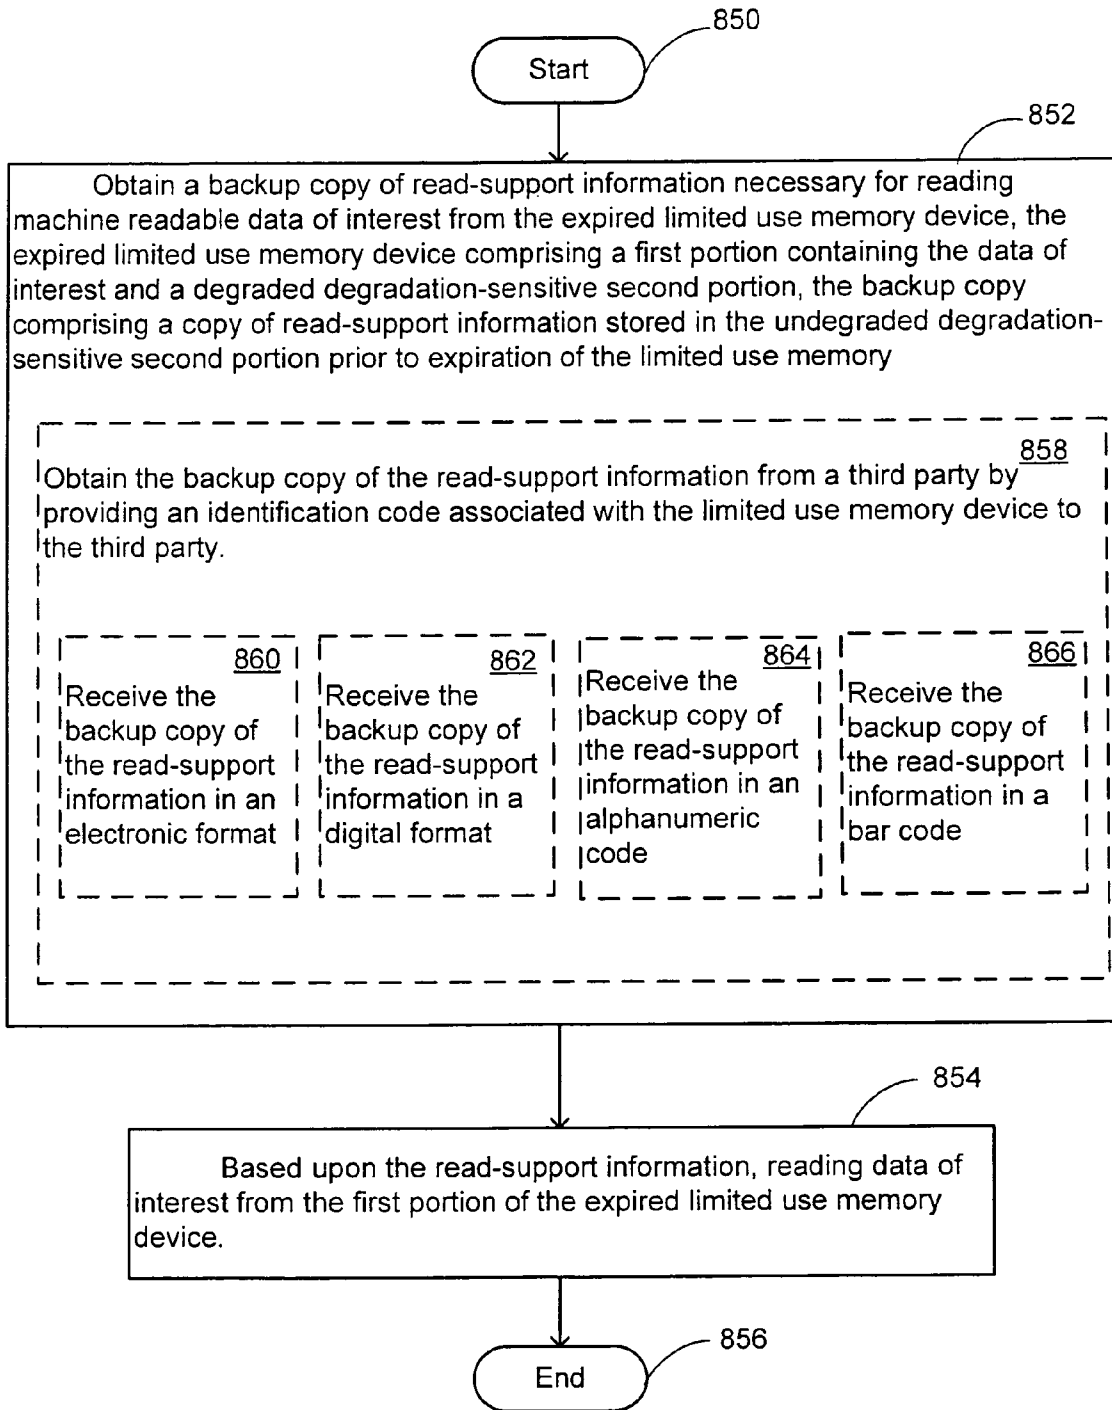 850
Start
852
Obtain a backup copy of read-support information necessary for reading
machine readable data of interest from the expired limited use memory device, the
expired limited use memory device comprising a first portion containing the data of
interest and a degraded degradation-sensitive second portion, the backup copy
comprising a copy of read-support information stored in the undegraded degradation-
sensitive second portion prior to expiration of the limited use memory
858
Obtain the backup copy of the read-support information from a third party by
providing an identification code associated with the limited use memory device to
the third party.
860
Receive the
backup copy of
the read-support
information in an
electronic format
862
Receive the
backup copy of
the read-support
information in a
digital format
864
Receive the
backup copy of
the read-support
information in an
alphanumeric
code
866
Receive the
backup copy of
the read-support
information in a
bar code
854
Based upon the read-support information, reading data of
interest from the first portion of the expired limited use memory
device.
856
End